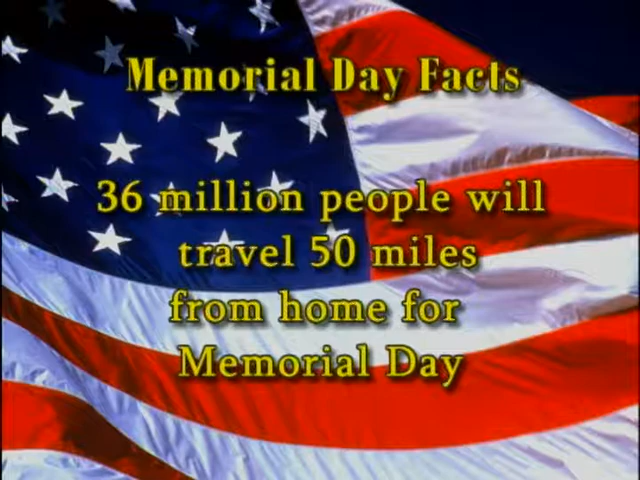 Memorial Day Facts
36 million people will
travel 50 miles
from home for
Memorial Day